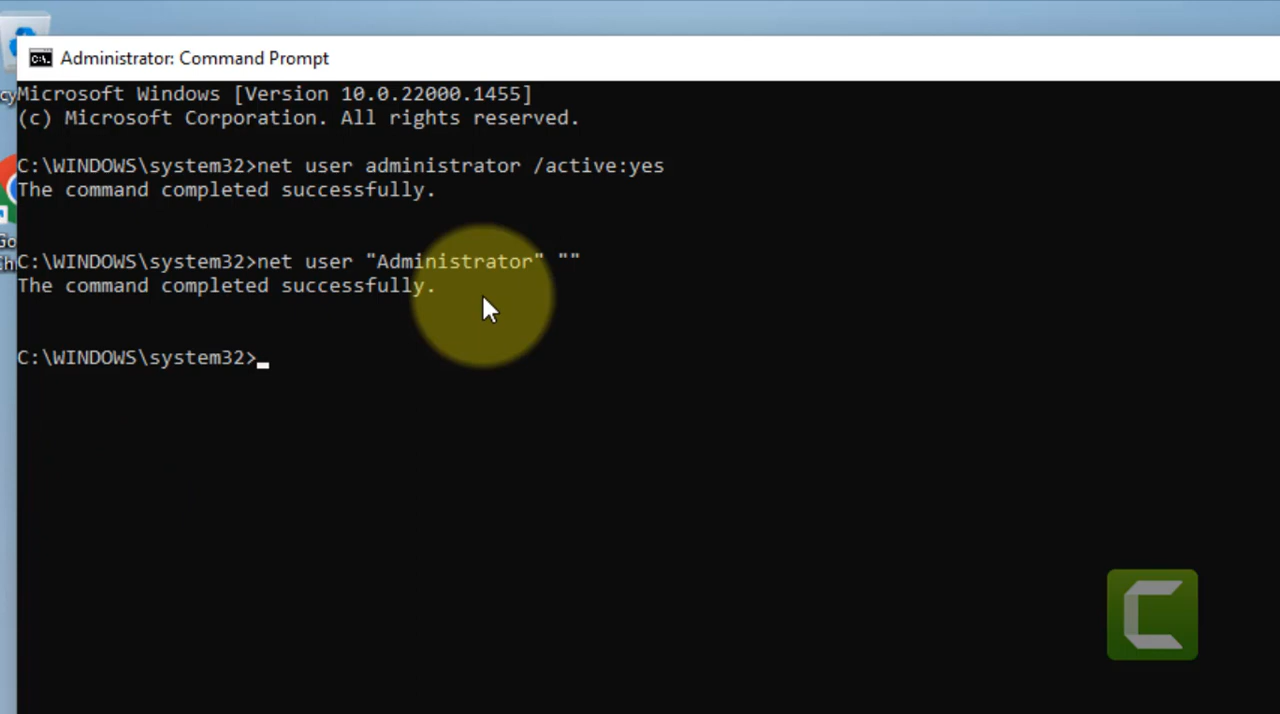 Administrator: Command Prompt
Microsoft Windows [Version 10.0.22000.1455]
(c) Microsoft Corporation. All rights reserved.
C:\WINDOWS\system32>net user administrator /active:yes
The command completed successfully.
C:\WINDOWS\system32>net user "Administrator" ""
The command completed successfully.
C:\WINDOWS\system32>